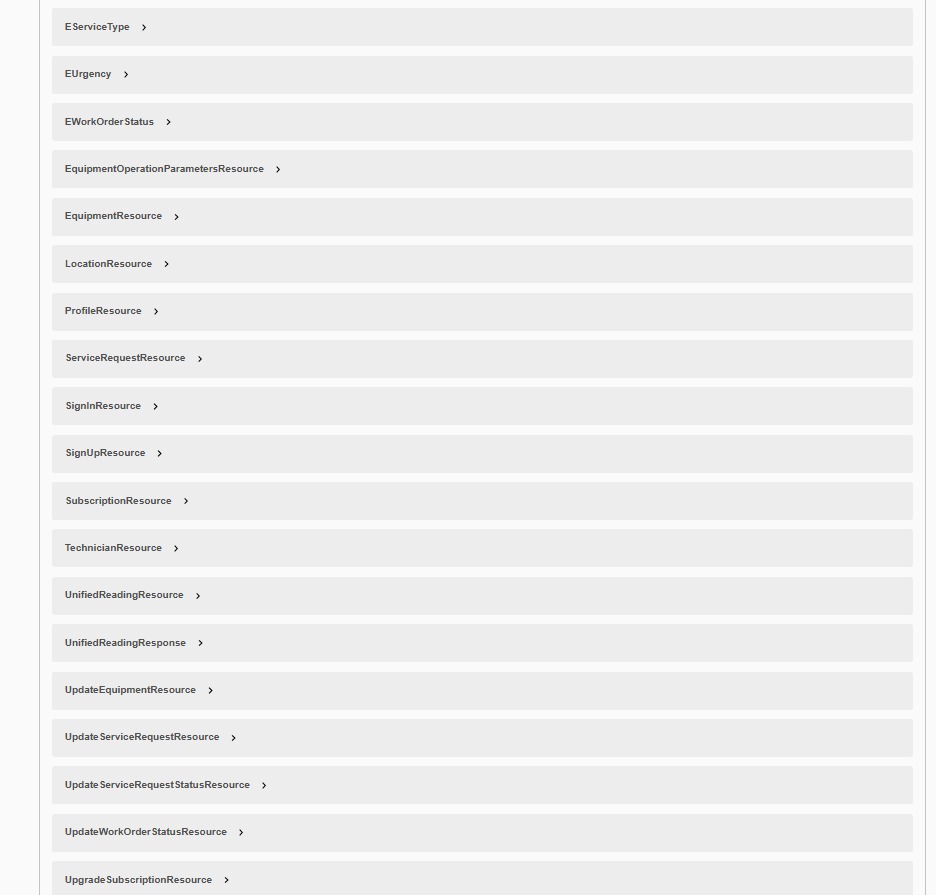 EServiceType
EUrgency
EWorkOrderStatus
EquipmentOperationParametersResource
EquipmentResource
LocationResource
ProfileResource
ServiceRequestResource
SignInResource
SignUpResource
SubscriptionResource
TechnicianResource
UnifiedReadingResource
UnifiedReadingResponse
UpdateEquipmentResource
UpdateServiceRequestResource
UpdateServiceRequestStatusResource
UpdateWorkOrderStatusResource
UpgradeSubscriptionResource